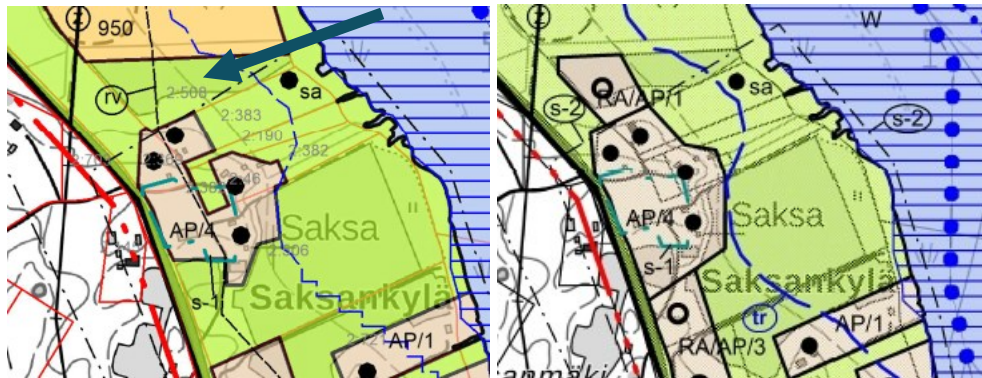 z
950
rv
2:508
sa
2:383
2:190
2:382
2:46
AP/4
Saksa
s-1
Saksankylä
AP/1
z
W
RA/AP/1
sa
s-2
s-2
AP/4
Saksa
s-1
Saksankylä
tr
AP/1
RA/AP/3